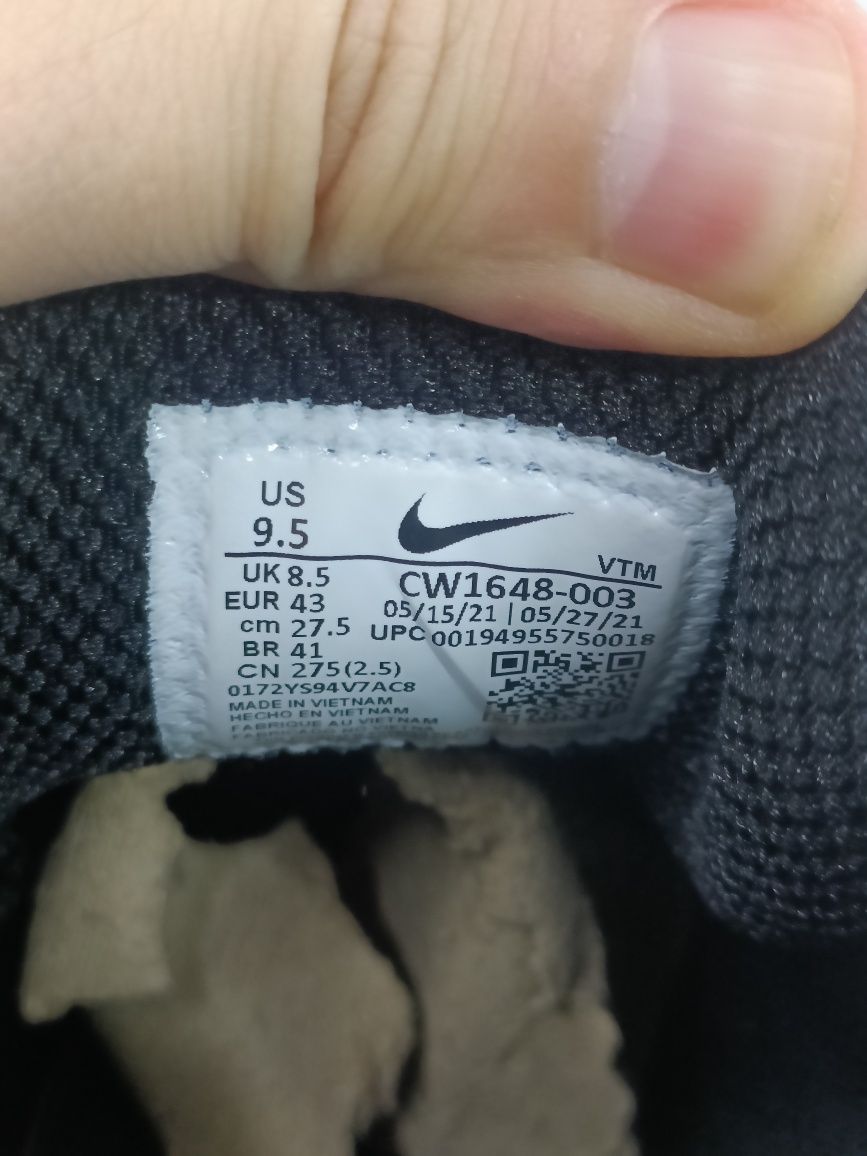 US
9.5
VTM
UK 8.5
CW1648-003
EUR 43
05/15/21 | 05/27/21
cm 27.5
UPC 00194955750018
BR 41
CN 275(2.5)
0172YS94V7AC8
MADE IN VIETNAM
HECHO EN VIETNAM
FABRIQUE AU VIETNAM